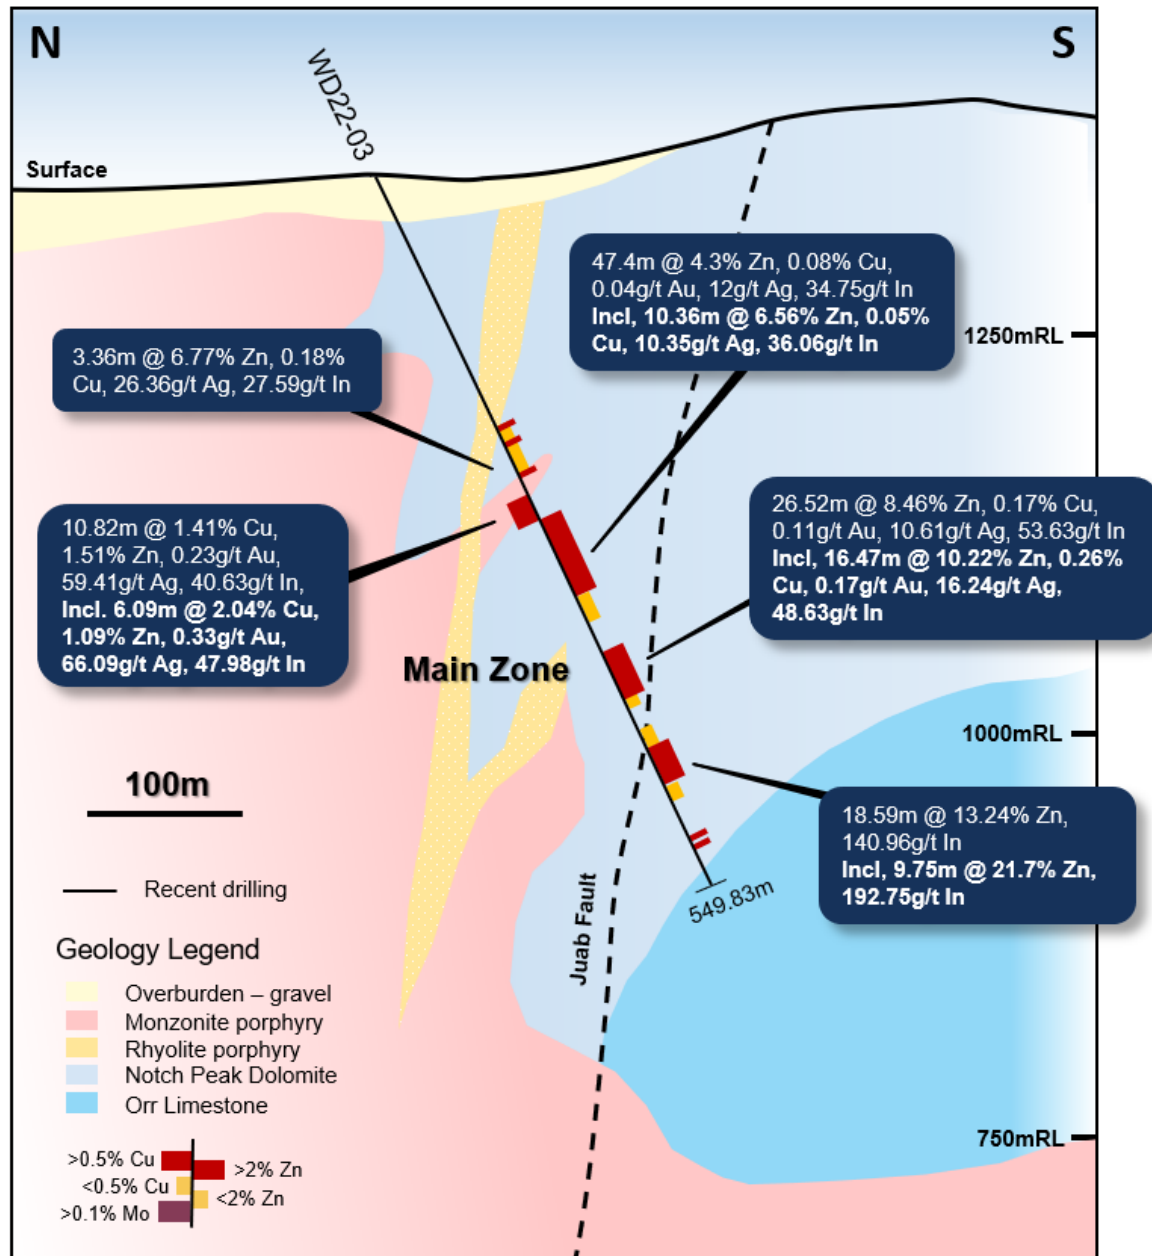 N
S
WD22-03
Surface
47.4m @ 4.3% Zn, 0.08% Cu,
0.04g/t Au, 12g/t Ag, 34.75g/t In
Incl, 10.36m @ 6.56% Zn, 0.05%
Cu, 10.35g/t Ag, 36.06g/t In
1250mRL
3.36m @ 6.77% Zn, 0.18%
Cu, 26.36g/t Ag, 27.59g/t In
26.52m @ 8.46% Zn, 0.17% Cu,
0.11g/t Au, 10.61g/t Ag, 53.63g/t In
Incl, 16.47m @ 10.22% Zn, 0.26%
Cu, 0.17g/t Au, 16.24g/t Ag,
48.63g/t In
10.82m @ 1.41% Cu,
1.51% Zn, 0.23g/t Au,
59.41g/t Ag, 40.63g/t In,
Incl. 6.09m @ 2.04% Cu,
1.09% Zn, 0.33g/t Au,
66.09g/t Ag, 47.98g/t In
Main Zone
1000mRL
100m
18.59m @ 13.24% Zn,
140.96g/t In
Incl, 9.75m @ 21.7% Zn,
192.75g/t In
Recent drilling
549.83m
Juab Fault
Geology Legend
Overburden – gravel
Monzonite porphyry
Rhyolite porphyry
Notch Peak Dolomite
Orr Limestone
750mRL
>0.5% Cu
>2% Zn
<0.5% Cu
<2% Zn
>0.1% Mo